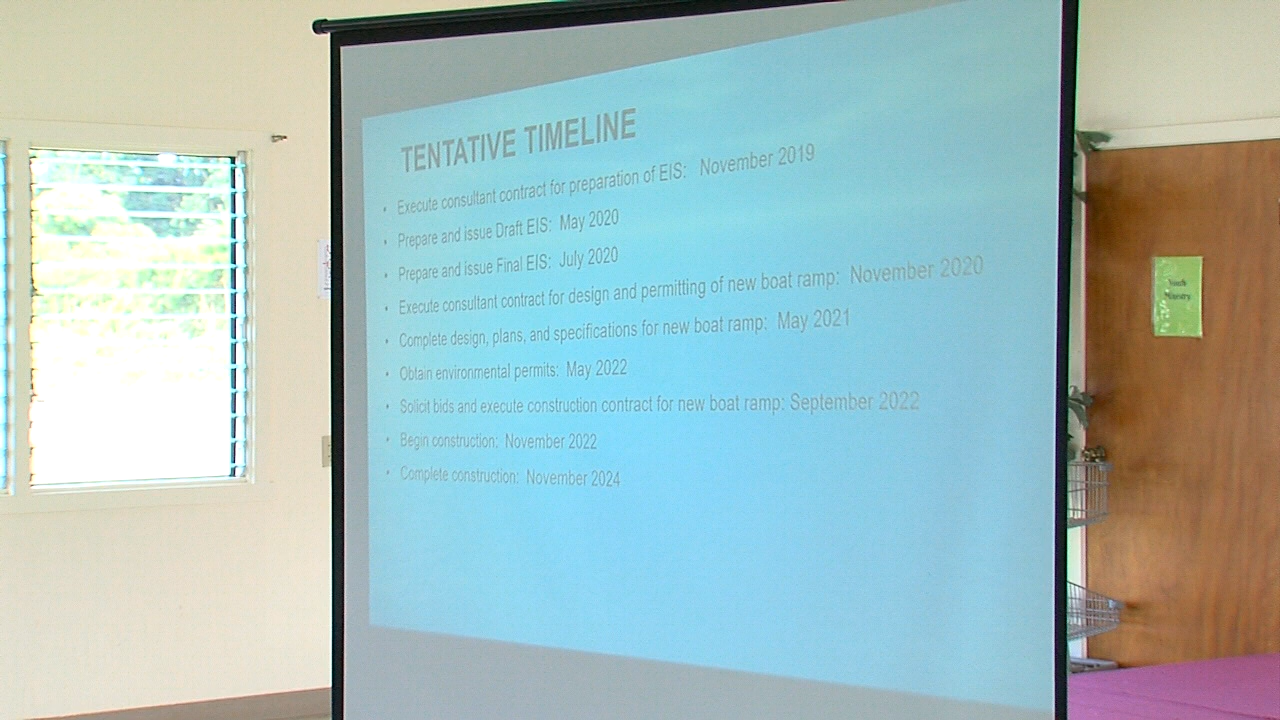 TENTATIVE TIMELINE
• Execute consultant contract for preparation of EIS: November 2019
• Prepare and issue Draft EIS: May 2020
• Prepare and issue Final EIS: July 2020
• Execute consultant contract for design and permitting of new boat ramp: November 2020
• Complete design, plans, and specifications for new boat ramp: May 2021
• Obtain environmental permits: May 2022
• Solicit bids and execute construction contract for new boat ramp: September 2022
• Begin construction: November 2022
• Complete construction: November 2024
Youth
Ministry